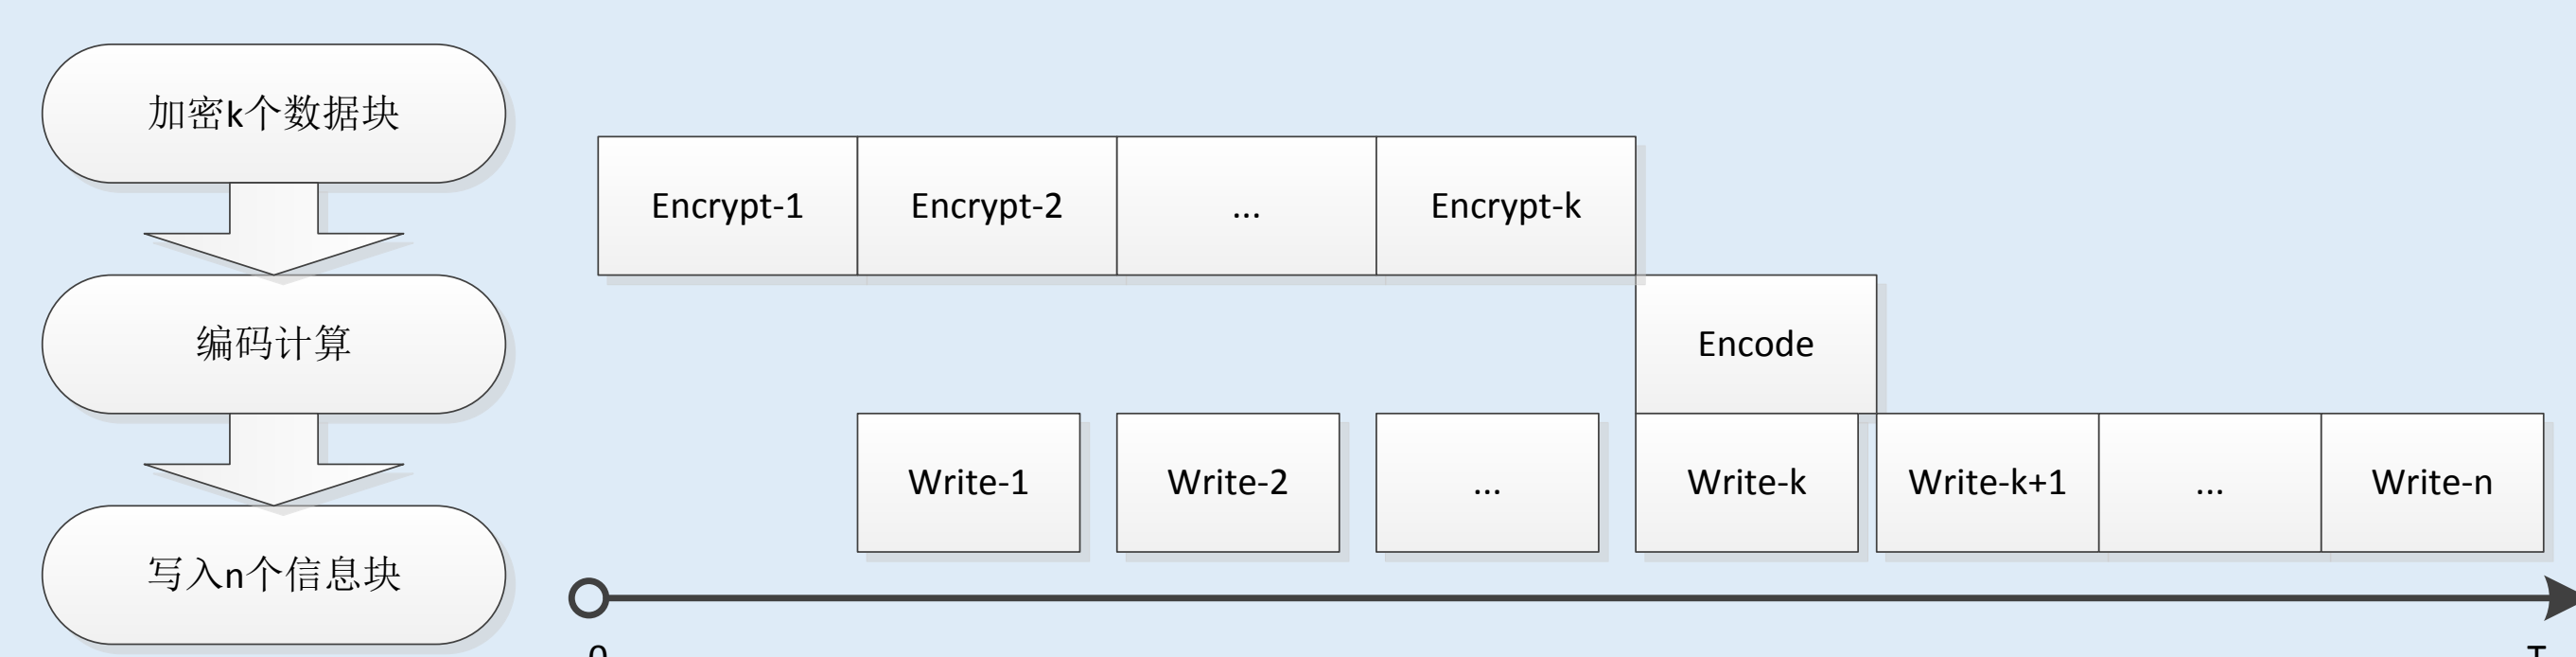 加密k个数据块
Encrypt-1
Encrypt-2
...
Encrypt-k
编码计算
Encode
Write-1
Write-2
...
Write-k
Write-k+1
...
Write-n
写入n个信息块
0
T